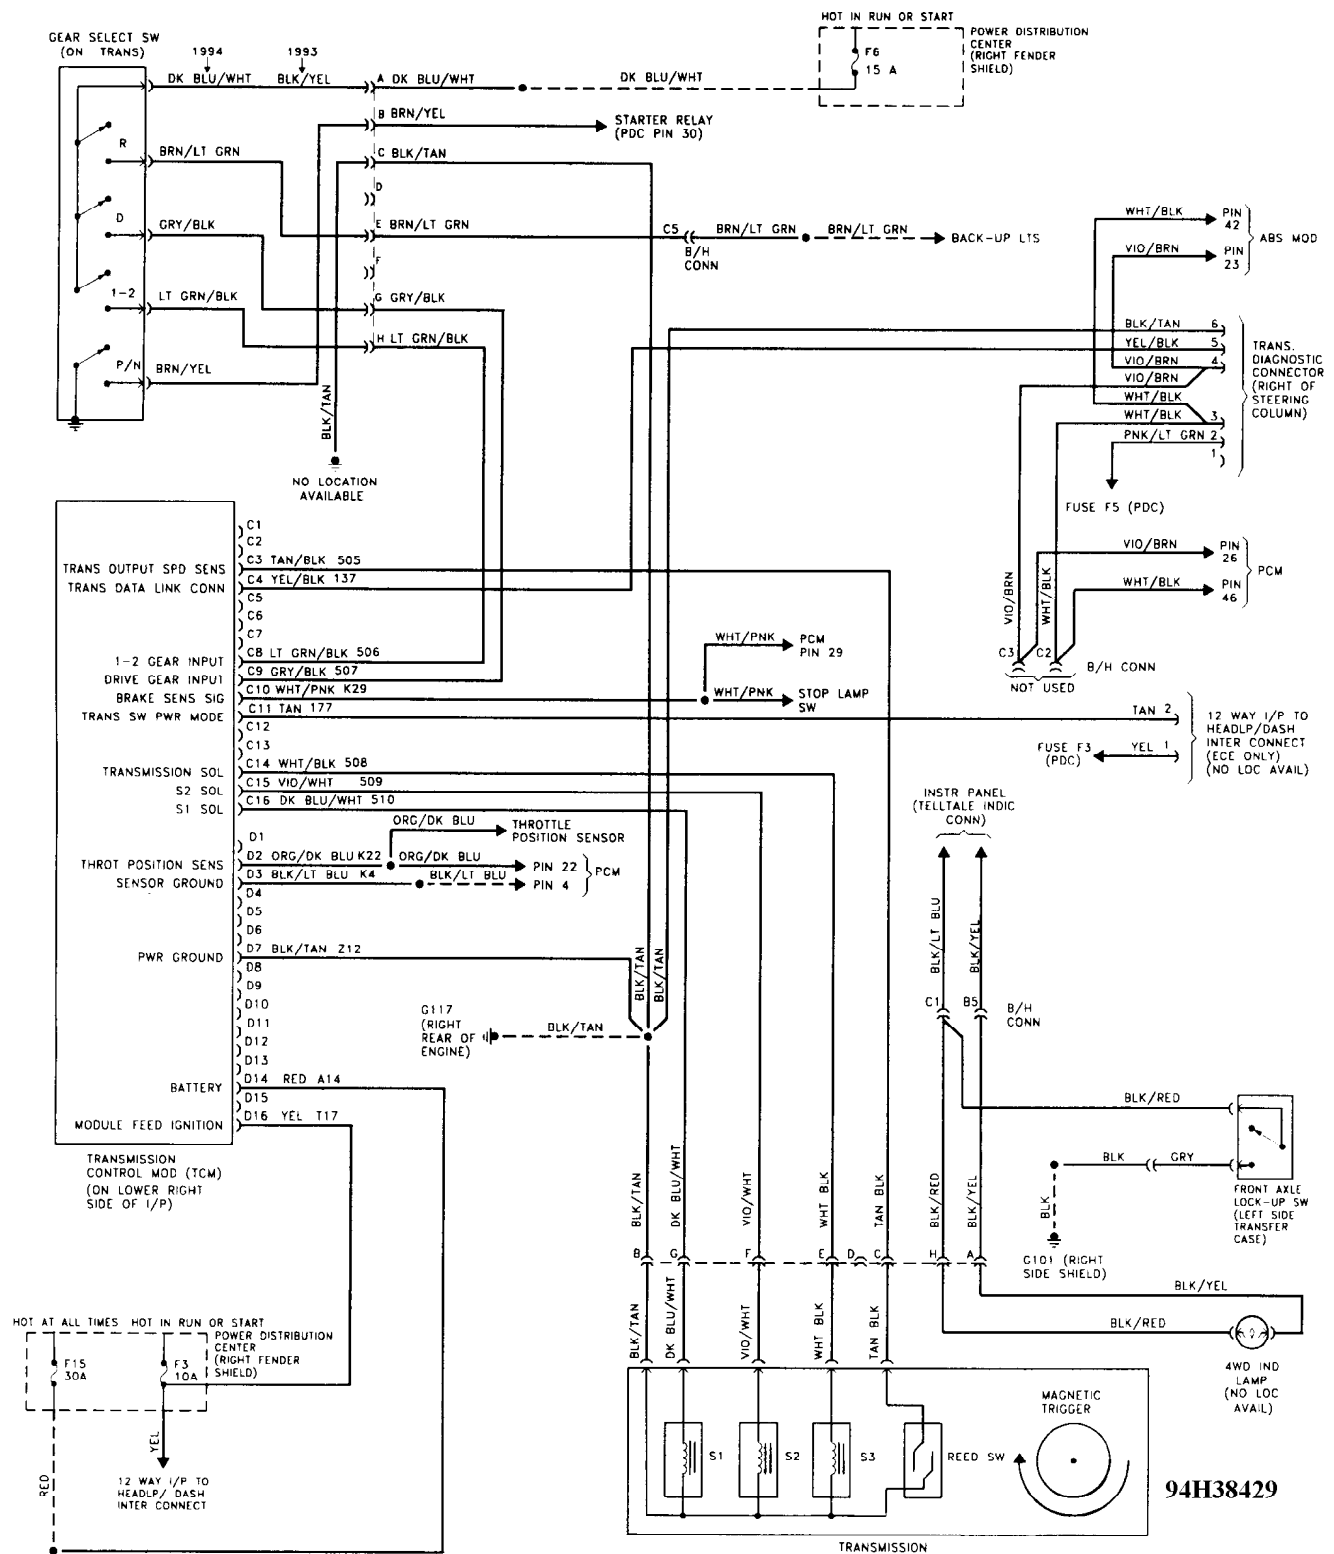 HOT IN RUN OR START
GEAR SELECT SW
(ON TRANS)
1994
1993
POWER DISTRIBUTION
CENTER
(RIGHT FENDER
SHIELD)
F6
15 A
DK BLU/WHT
BLK/YEL
A DK BLU/WHT
DK BLU/WHT
B BRN/YEL
STARTER RELAY
(PDC PIN 30)
R
BRN/LT GRN
C BLK/TAN
D
D
GRY/BLK
E BRN/LT GRN
C5
BRN/LT GRN
BRN/LT GRN
BACK-UP LTS
B/H
CONN
F
WHT/BLK
PIN
42
VIO/BRN
PIN
23
ABS MOD
1-2
LT GRN/BLK
G GRY/BLK
H LT GRN/BLK
P/N
BRN/YEL
BLK/TAN
NO LOCATION
AVAILABLE
BLK/TAN 6
YEL/BLK 5
VIO/BRN 4
VIO/BRN
WHT/BLK
WHT/BLK 3
PNK/LT GRN 2
1
TRANS.
DIAGNOSTIC
CONNECTOR
(RIGHT OF
STEERING
COLUMN)
FUSE F5 (PDC)
VIO/BRN
PIN
26
WHT/BLK
PIN
46
PCM
VIO/BRN
WHT/BLK
C3
C2
B/H CONN
NOT USED
C1
C2
TRANS OUTPUT SPD SENS
C3 TAN/BLK 505
TRANS DATA LINK CONN
C4 YEL/BLK 137
C5
C6
C7
1-2 GEAR INPUT
C8 LT GRN/BLK 506
DRIVE GEAR INPUT
C9 GRY/BLK 507
BRAKE SENS SIG
C10 WHT/PNK K29
TRANS SW PWR MODE
C11 TAN 177
C12
C13
TRANSMISSION SOL
C14 WHT/BLK 508
S2 SOL
C15 VIO/WHT 509
S1 SOL
C16 DK BLU/WHT 510
WHT/PNK
PCM
PIN 29
WHT/PNK
STOP LAMP
SW
TAN 2
FUSE F3
(PDC)
YEL 1
12 WAY I/P TO
HEADLP/DASH
INTER CONNECT
(ECE ONLY)
(NO LOC AVAIL)
INSTR PANEL
(TELLTALE INDIC
CONN)
D1
ORG/DK BLU
THROTTLE
POSITION SENSOR
THROT POSITION SENS
D2 ORG/DK BLU K22
ORG/DK BLU
PIN 22
SENSOR GROUND
D3 BLK/LT BLU K4
BLK/LT BLU
PIN 4
PCM
D4
D5
D6
PWR GROUND
D7 BLK/TAN Z12
D8
D9
D10
D11
D12
D13
BATTERY
D14 RED A14
D15
MODULE FEED IGNITION
D16 YEL T17
TRANSMISSION
CONTROL MOD (TCM)
(ON LOWER RIGHT
SIDE OF I/P)
BLK/TAN
BLK/TAN
G117
(RIGHT
REAR OF
ENGINE)
BLK/TAN
BLK/LT BLU
BLK/YEL
C1
B5
B/H
CONN
BLK/RED
BLK
GRY
BLK
G101 (RIGHT
SIDE SHIELD)
FRONT AXLE
LOCK-UP SW
(LEFT SIDE
TRANSFER
CASE)
BLK/TAN
DK BLU/WHT
VIO/WHT
WHT BLK
TAN BLK
BLK/RED
BLK/YEL
B
G
F
E
D
C
H
A
BLK/TAN
DK BLU/WHT
VIO/WHT
WHT BLK
TAN BLK
BLK/YEL
BLK/RED
4WD IND
LAMP
(NO LOC
AVAIL)
HOT AT ALL TIMES
HOT IN RUN OR START
POWER DISTRIBUTION
CENTER
(RIGHT FENDER
SHIELD)
F15
30A
F3
10A
RED
YEL
12 WAY I/P TO
HEADLP/ DASH
INTER CONNECT
S1
S2
S3
REED SW
MAGNETIC
TRIGGER
94H38429
TRANSMISSION